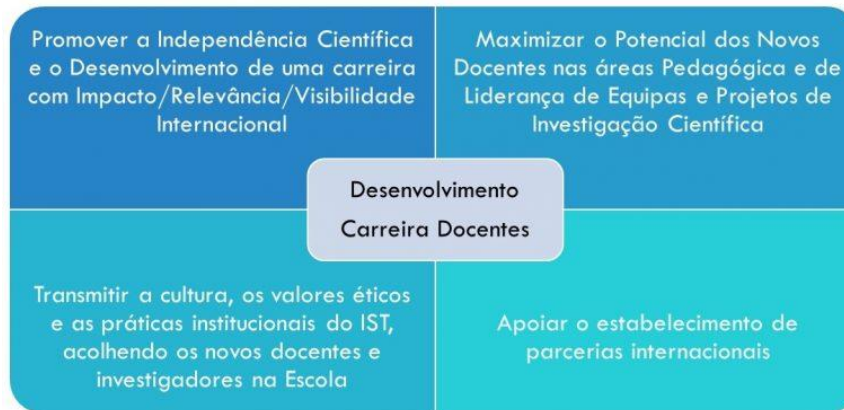 Promover a Independência Científica
e o Desenvolvimento de uma carreira
com Impacto/Relevância/Visibilidade
Internacional
Maximizar o Potencial dos Novos
Docentes nas áreas Pedagógica e de
Liderança de Equipas e Projetos de
Investigação Científica
Desenvolvimento
Carreira Docentes
Transmitir a cultura, os valores éticos
e as práticas institucionais do IST,
acolhendo os novos docentes e
investigadores na Escola
Apoiar o estabelecimento de
parcerias internacionais